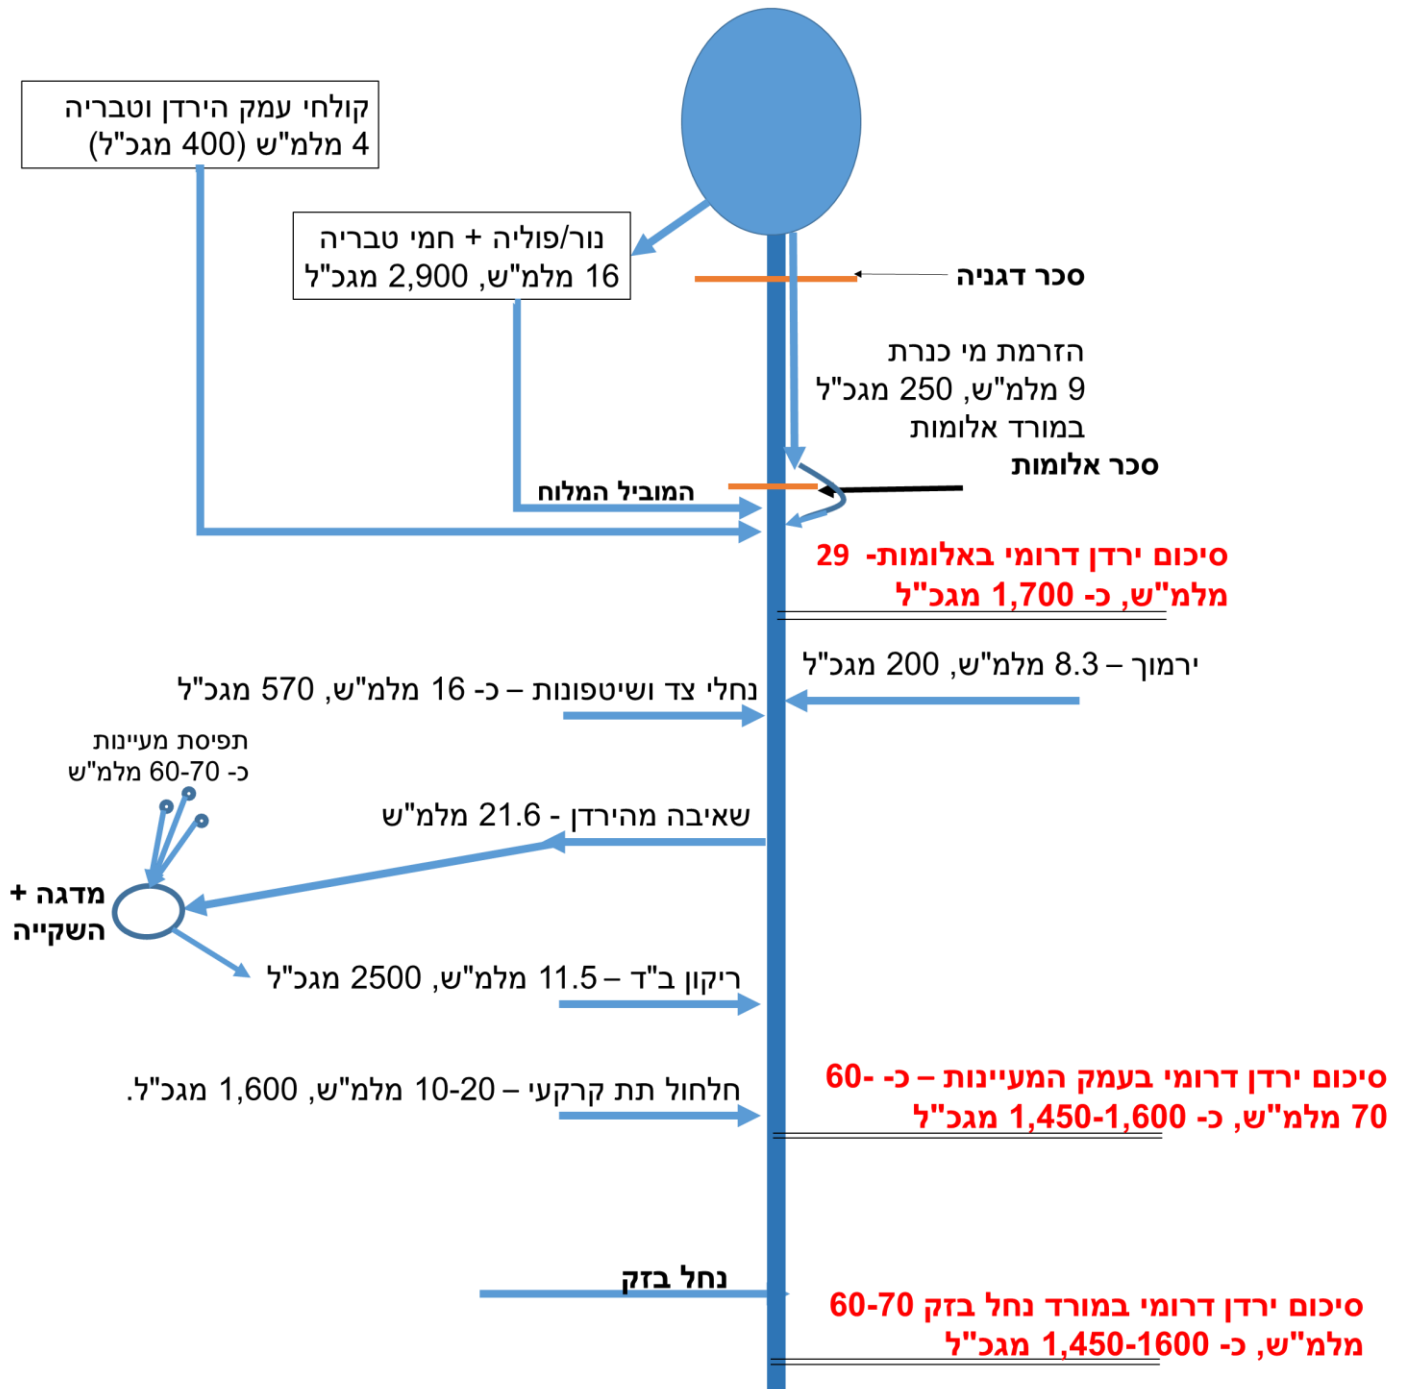 קולחי עמק הירדן וטבריה
4 מלמ"ש (400 מגכ"ל)
נור/פוליה + חמי טבריה
16 מלמ"ש, 2,900 מגכ"ל
סכר דגניה
הזרמת מי כנרת
9 מלמ"ש, 250 מגכ"ל
במורד אלומות
סכר אלומות
המוביל המלוח
סיכום ירדן דרומי באלומות- 29
מלמ"ש, כ- 1,700 מגכ"ל
ירמוך – 8.3 מלמ"ש, 200 מגכ"ל
נחלי צד ושיטפונות – כ- 16 מלמ"ש, 570 מגכ"ל
תפיסת מעיינות
כ- 60-70 מלמ"ש
שאיבה מהירדן - 21.6 מלמ"ש
מדגה +
השקייה
ריקון ב"ד – 11.5 מלמ"ש, 2500 מגכ"ל
חלחול תת קרקעי – 10-20 מלמ"ש, 1,600 מגכ"ל.
סיכום ירדן דרומי בעמק המעיינות – כ- 60-
70 מלמ"ש, כ- 1,450-1,600 מגכ"ל
נחל בזק
סיכום ירדן דרומי במורד נחל בזק 60-70
מלמ"ש, כ- 1,450-1600 מגכ"ל